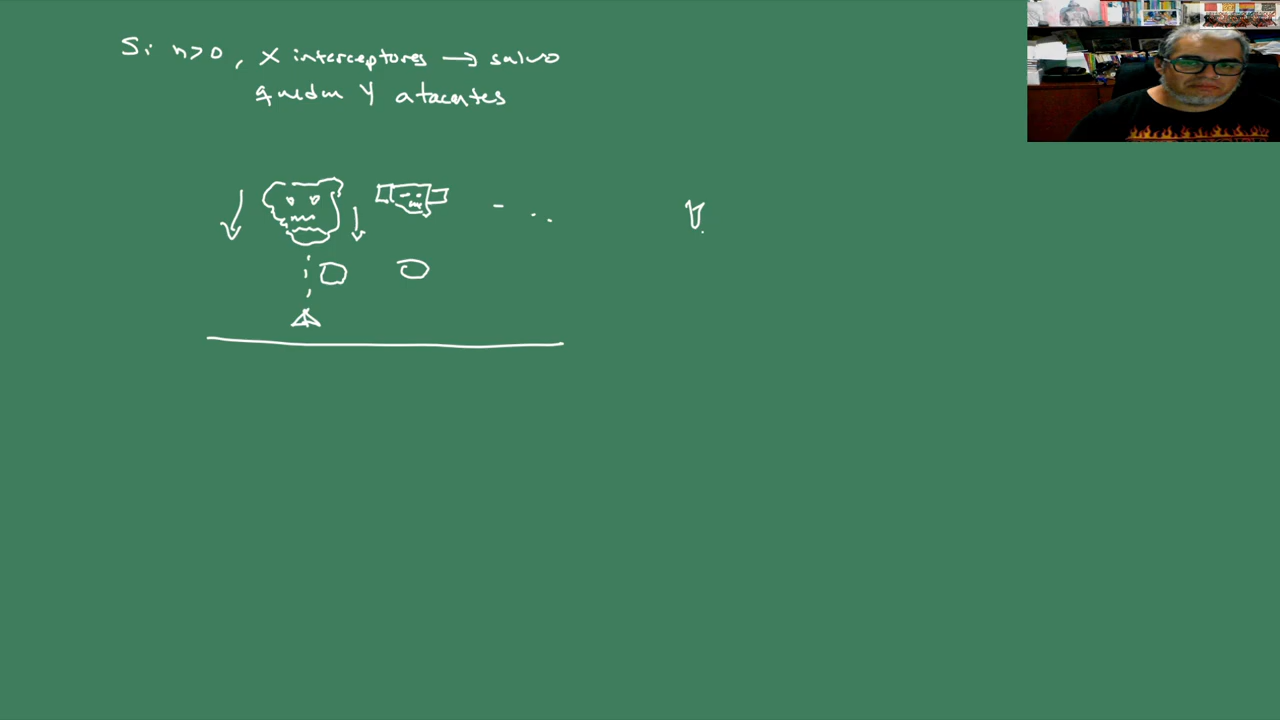 Si n>0, X interceptores → salvo
quedan Y atacantes